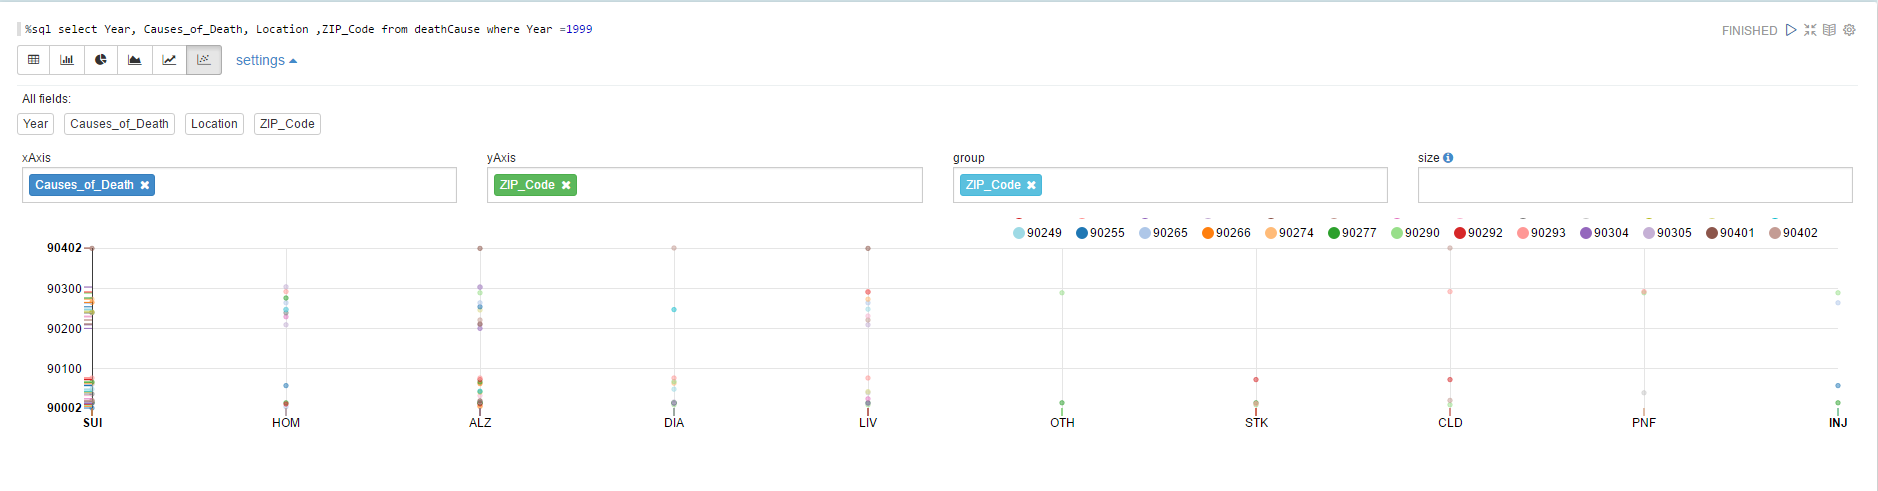 %sql select Year, Causes_of_Death, Location ,ZIP_Code from deathCause where Year =1999
FINISHED
settings
All fields:
Year Causes_of_Death Location ZIP_Code
xAxis yAxis group size
Causes_of_Death ZIP_Code ZIP_Code
90249 90255 90265 90266 90274 90277 90290 90292 90293 90304 90305 90401 90402
90402
90300
90200
90100
90002
SUI HOM ALZ DIA LIV OTH STK CLD PNF INJ